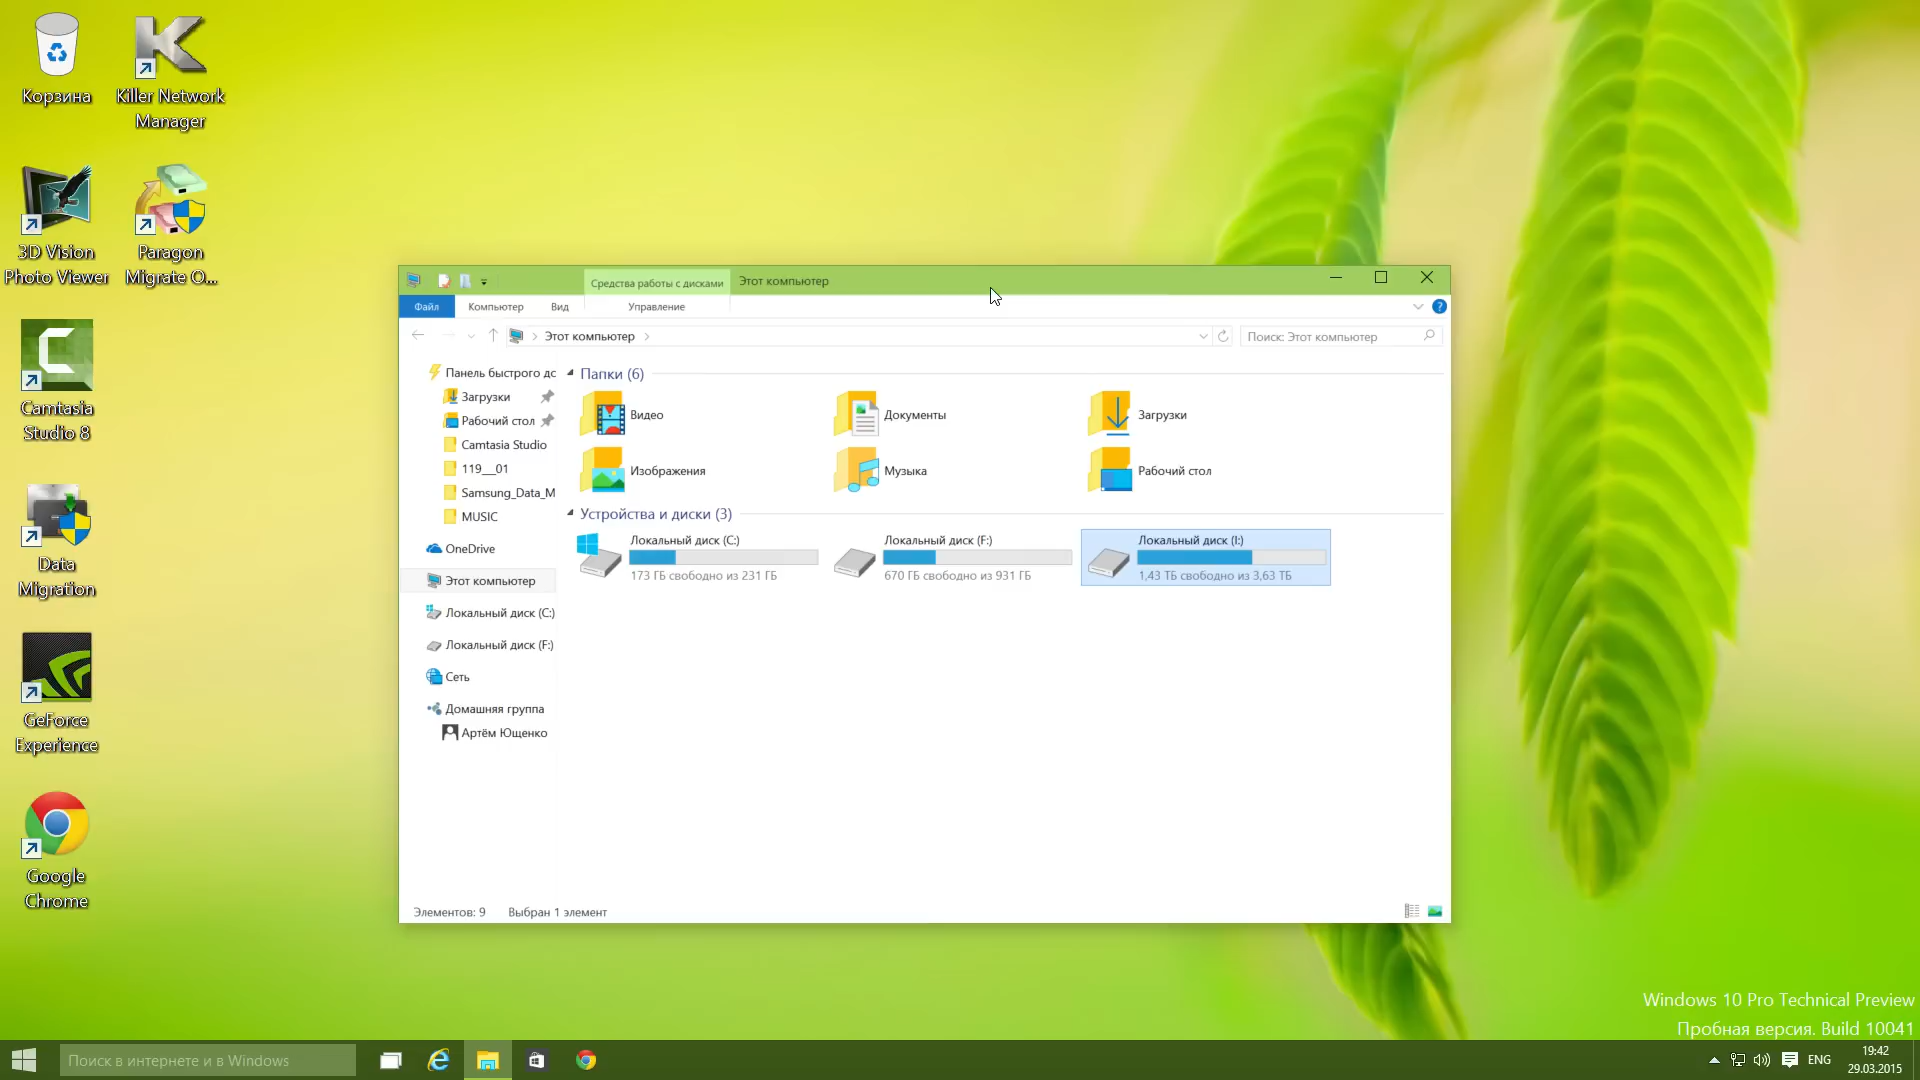 Корзина
Killer Network
Manager
3D Vision
Photo Viewer
Paragon
Migrate O...
Camtasia
Studio 8
Data
Migration
GeForce
Experience
Google
Chrome
Средства работы с дисками
Этот компьютер
Файл
Компьютер
Вид
Управление
Этот компьютер
Поиск: Этот компьютер
Панель быстрого дс
Загрузки
Рабочий стол
Camtasia Studio
119__01
Samsung_Data_M
MUSIC
OneDrive
Этот компьютер
Локальный диск (C:)
Локальный диск (F:)
Сеть
Домашняя группа
Артём Ющенко
Папки (6)
Видео
Документы
Загрузки
Изображения
Музыка
Рабочий стол
Устройства и диски (3)
Локальный диск (C:)
173 ГБ свободно из 231 ГБ
Локальный диск (F:)
670 ГБ свободно из 931 ГБ
Локальный диск (I:)
1,43 ТБ свободно из 3,63 ТБ
Элементов: 9
Выбран 1 элемент
Windows 10 Pro Technical Preview
Пробная версия. Build 10041
Поиск в интернете и в Windows
ENG
19:42
29.03.2015